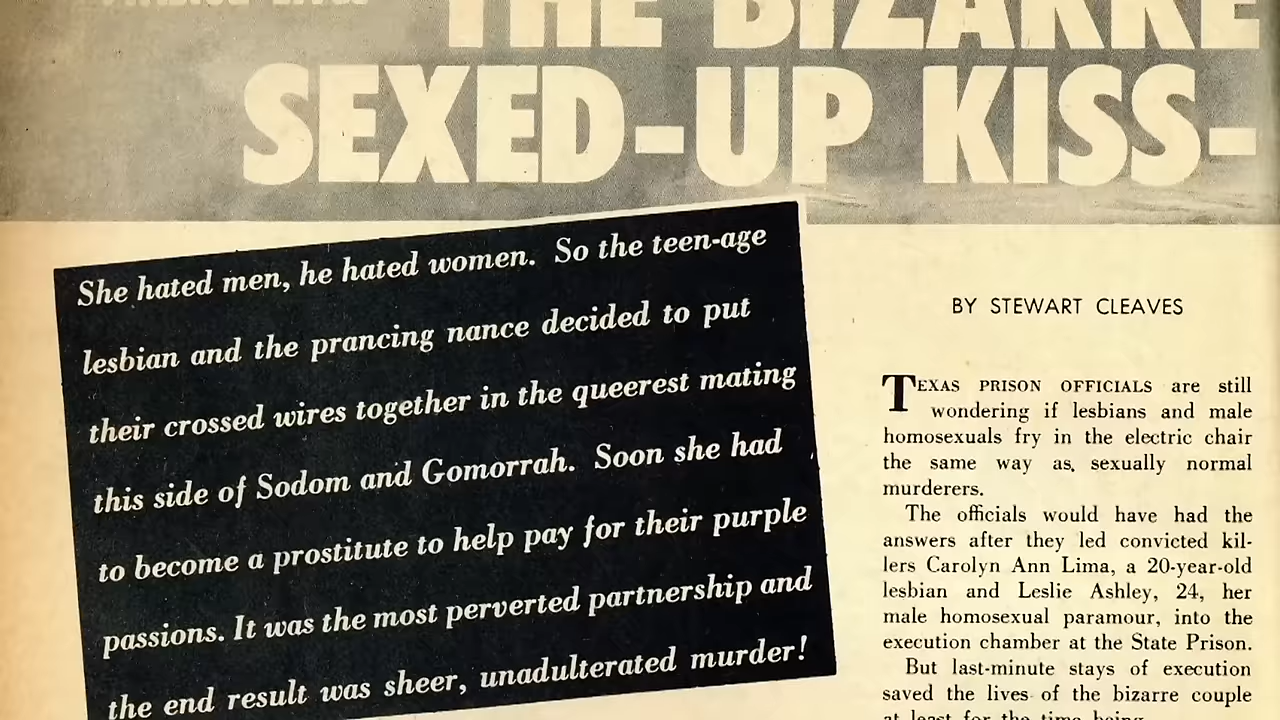 THE BIZARRE
SEXED-UP KISS-
She hated men, he hated women. So the teen-age
lesbian and the prancing nance decided to put
their crossed wires together in the queerest mating
this side of Sodom and Gomorrah. Soon she had
to become a prostitute to help pay for their purple
passions. It was the most perverted partnership and
the end result was sheer, unadulterated murder!
BY STEWART CLEAVES
TEXAS PRISON OFFICIALS are still
wondering if lesbians and male
homosexuals fry in the electric chair
the same way as sexually normal
murderers.
The officials would have had the
answers after they led convicted kil-
lers Carolyn Ann Lima, a 20-year-old
lesbian and Leslie Ashley, 24, her
male homosexual paramour, into the
execution chamber at the State Prison.
But last-minute stays of execution
saved the lives of the bizarre couple
at least for the time being